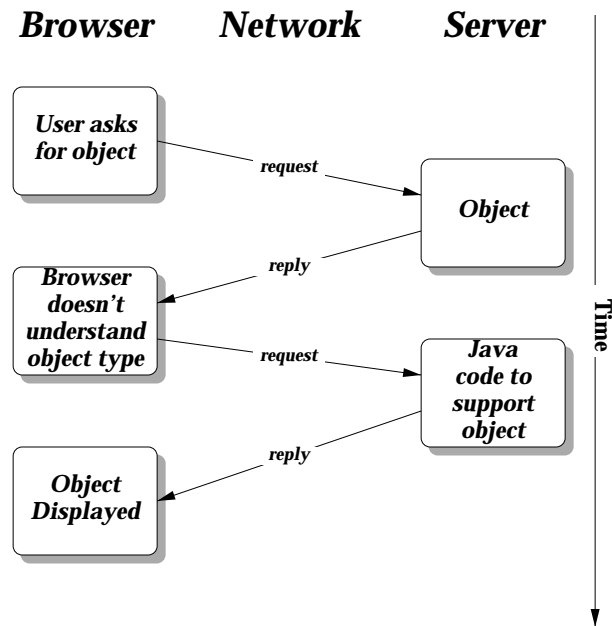 Browser Network Server
User asks
for object
request
Object
reply
Browser
doesn't
understand
object type
request
Java
code to
support
object
reply
Object
Displayed
Time